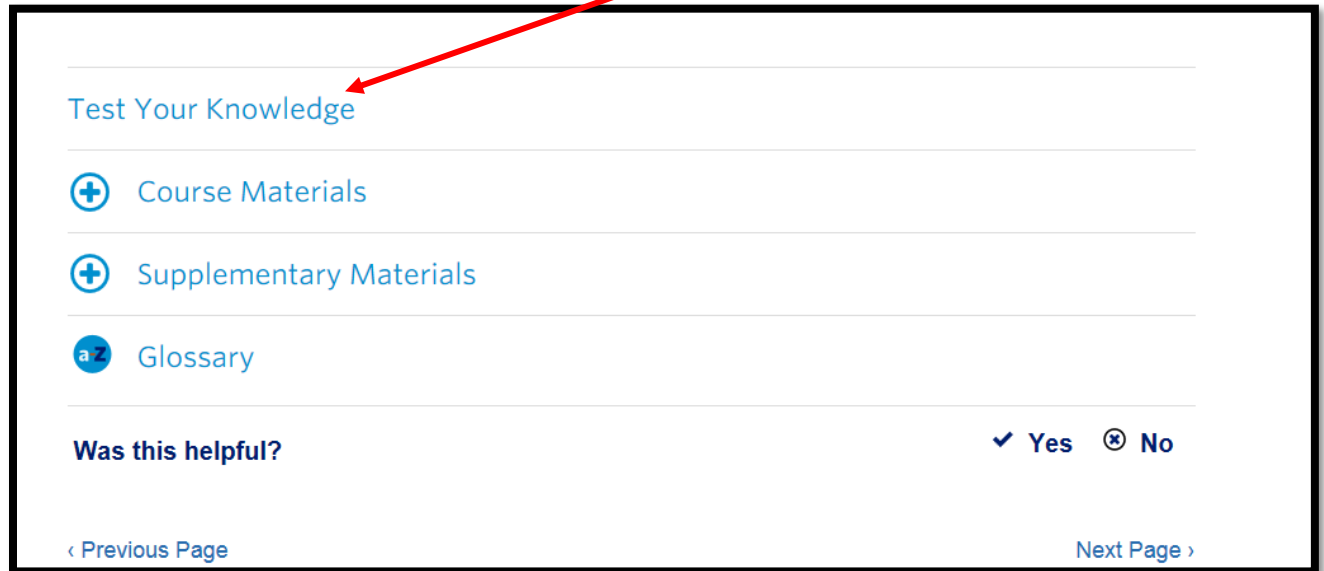 Test Your Knowledge
Course Materials
Supplementary Materials
a-z Glossary
Was this helpful? Yes No
‹ Previous Page Next Page ›